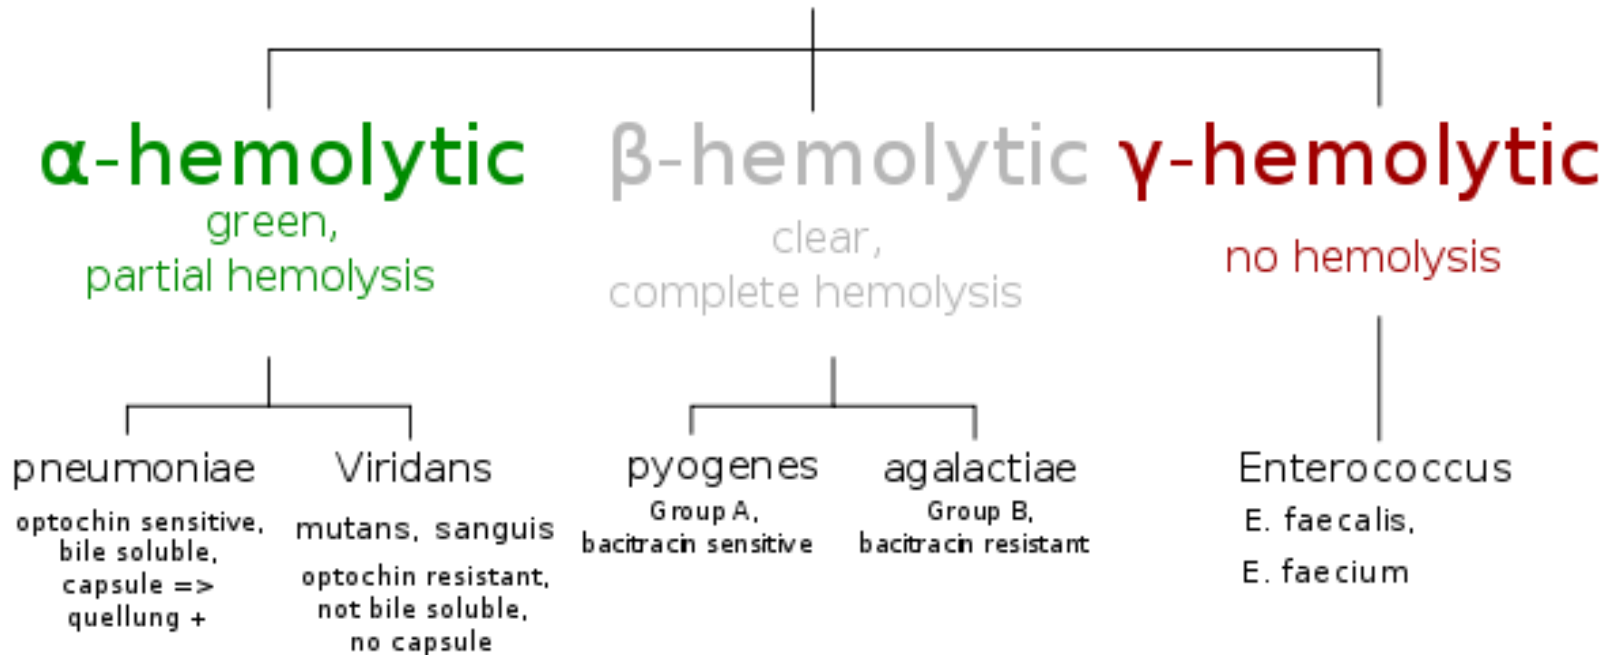 α-hemolytic
green,
partial hemolysis
β-hemolytic
clear,
complete hemolysis
γ-hemolytic
no hemolysis
pneumoniae
optochin sensitive,
bile soluble,
capsule =>
quellung +
Viridans
mutans, sanguis
optochin resistant,
not bile soluble,
no capsule
pyogenes
Group A,
bacitracin sensitive
agalactiae
Group B,
bacitracin resistant
Enterococcus
E. faecalis,
E. faecium